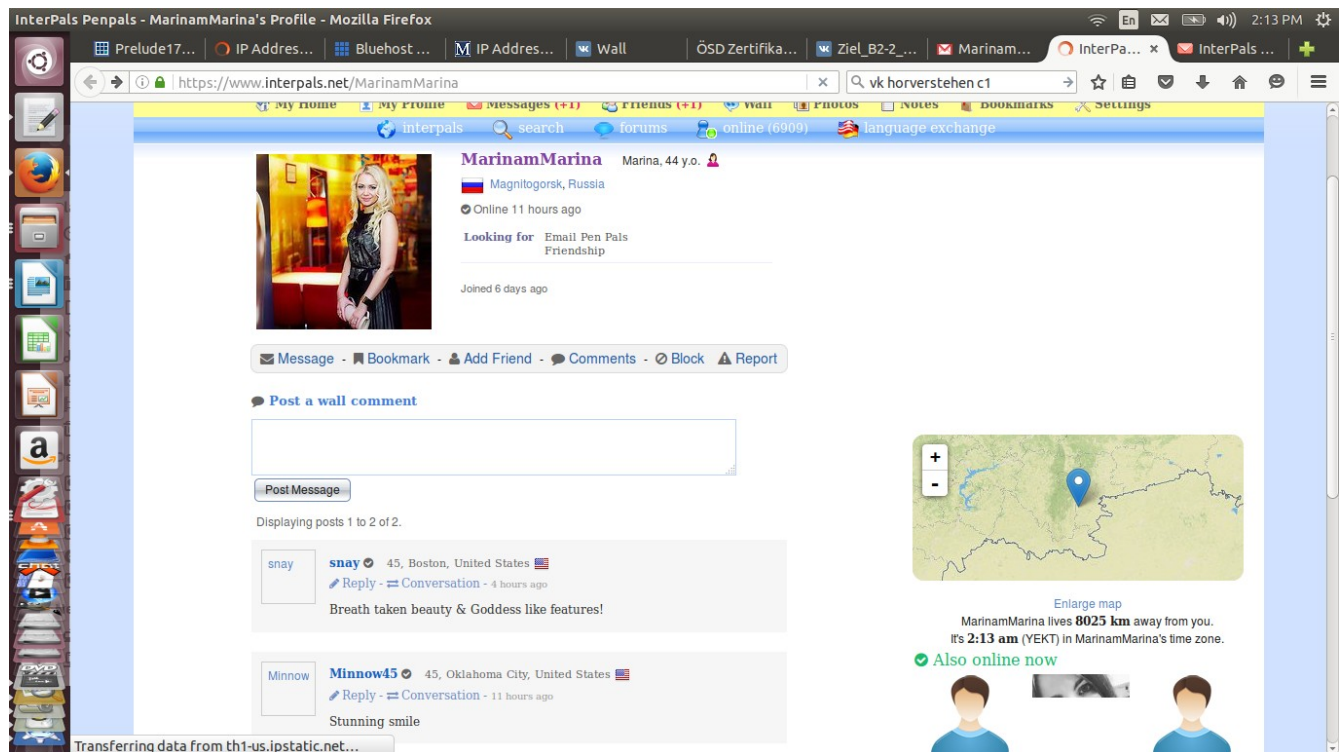 InterPals Penpals - MarinamMarina's Profile - Mozilla Firefox
En
2:13 PM
Prelude17...
IP Addres...
Bluehost ...
M IP Addres...
Wall
ÖSD Zertifika...
Ziel_B2-2_...
Marinam...
InterPa...
InterPals ...
https://www.interpals.net/MarinamMarina
vk horverstehen c1
My Home My Profile Messages (+1) Friends (+1) Wall Photos Notes Bookmarks Settings
interpals search forums online (6909) language exchange
MarinamMarina Marina, 44 y.o.
Magnitogorsk, Russia
Online 11 hours ago
Looking for Email Pen Pals
Friendship
Joined 6 days ago
Message - Bookmark - Add Friend - Comments - Block Report
Post a wall comment
Post Message
Displaying posts 1 to 2 of 2.
snay
snay 45, Boston, United States
Reply - Conversation - 4 hours ago
Breath taken beauty & Goddess like features!
Minnow
Minnow45 45, Oklahoma City, United States
Reply - Conversation - 11 hours ago
Stunning smile
+
-
Enlarge map
MarinamMarina lives 8025 km away from you.
It's 2:13 am (YEKT) in MarinamMarina's time zone.
Also online now
a
DVD
Transferring data from th1-us.ipstatic.net...